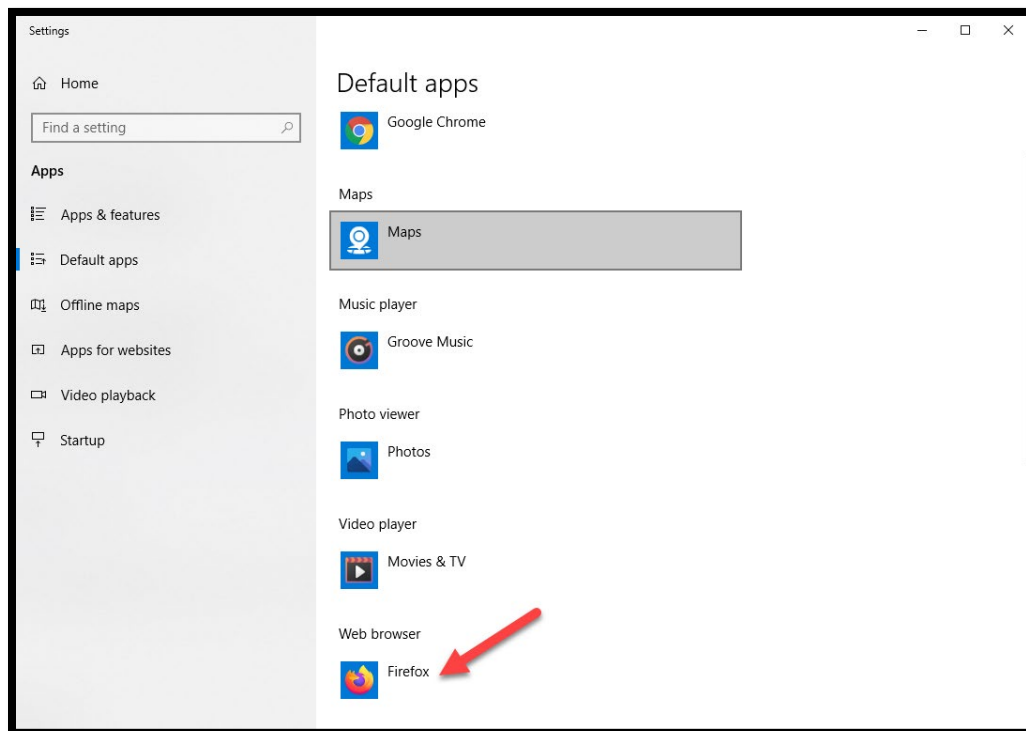 Settings
Home
Find a setting
Apps
Apps & features
Default apps
Offline maps
Apps for websites
Video playback
Startup
Default apps
Google Chrome
Maps
Maps
Music player
Groove Music
Photo viewer
Photos
Video player
Movies & TV
Web browser
Firefox